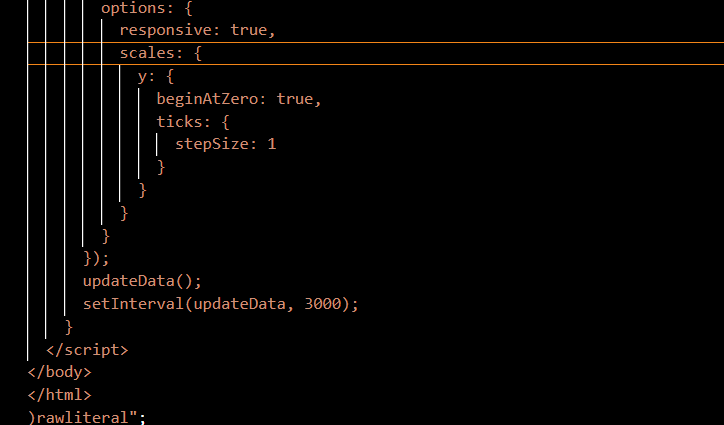 options: {
responsive: true,
scales: {
y: {
beginAtZero: true,
ticks: {
stepSize: 1
}
}
}
}
});
updateData();
setInterval(updateData, 3000);
}
</script>
</body>
</html>
)rawliteral";